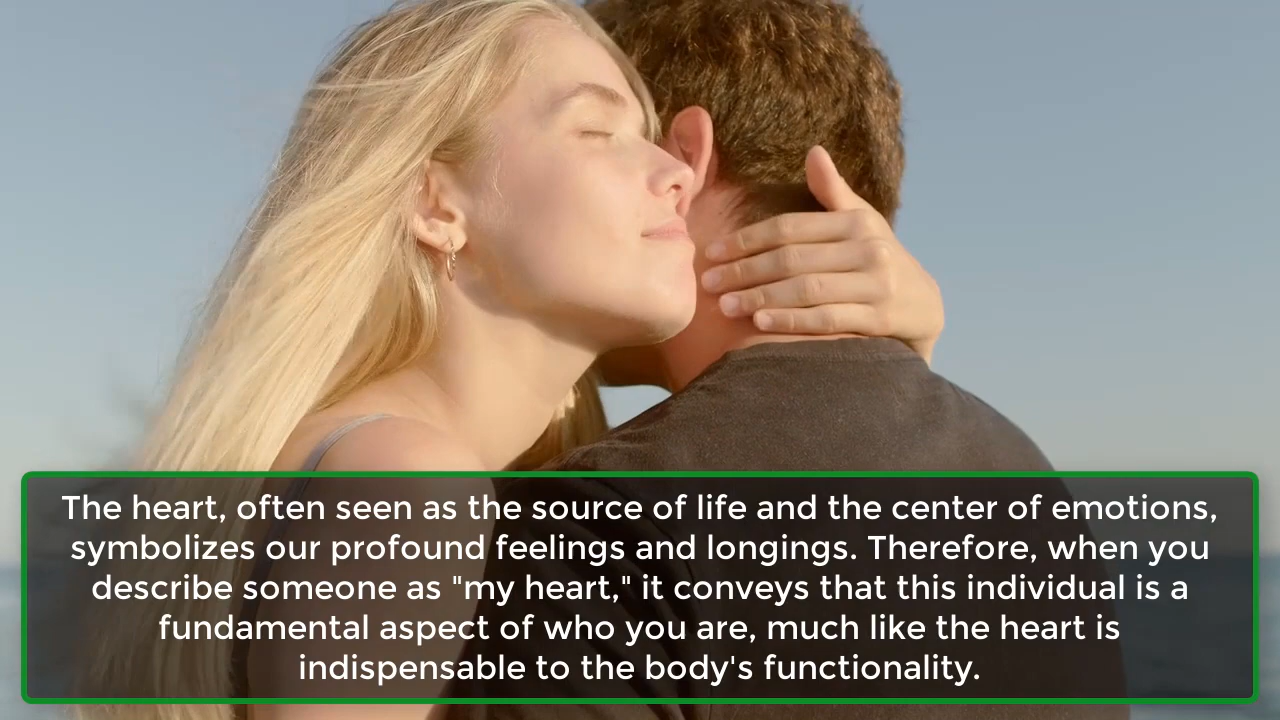 The heart, often seen as the source of life and the center of emotions,
symbolizes our profound feelings and longings. Therefore, when you
describe someone as "my heart," it conveys that this individual is a
fundamental aspect of who you are, much like the heart is
indispensable to the body's functionality.